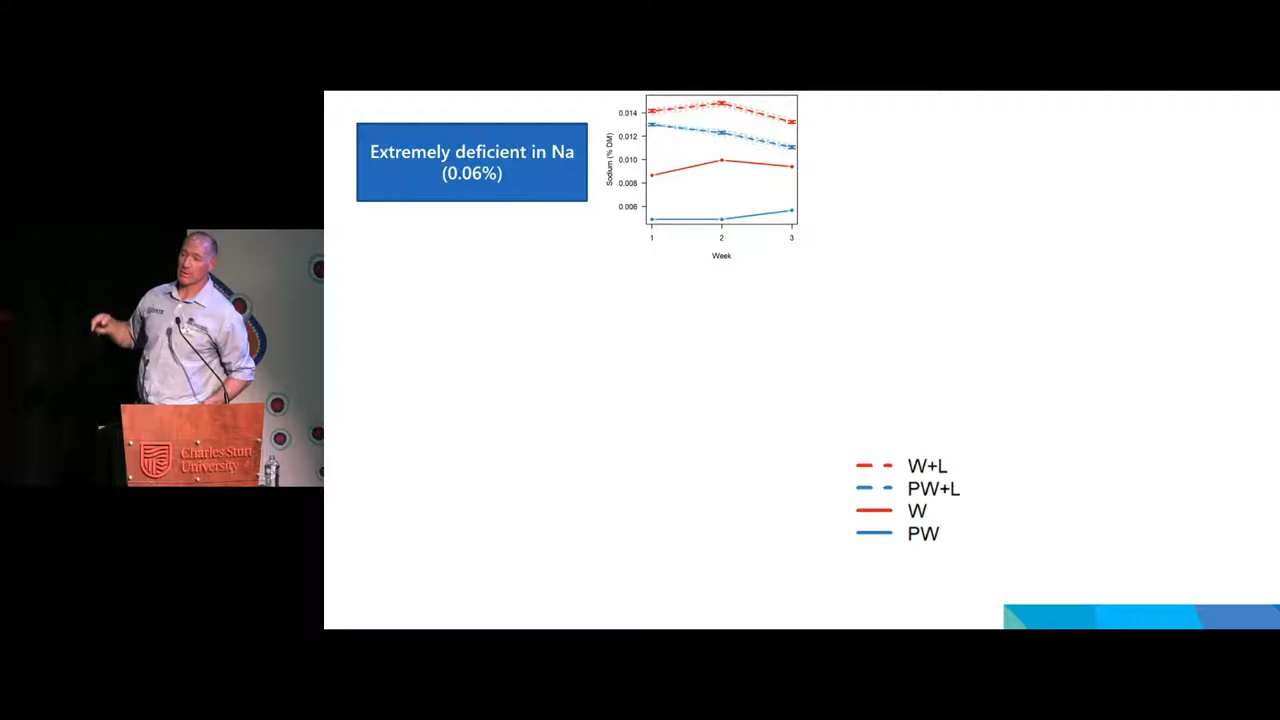 Extremely deficient in Na
(0.06%)
0.014
0.012
0.010
0.008
0.006
Sodium (% DM)
1 2 3
Week
W+L
PW+L
W
PW
Charles Sturt
University